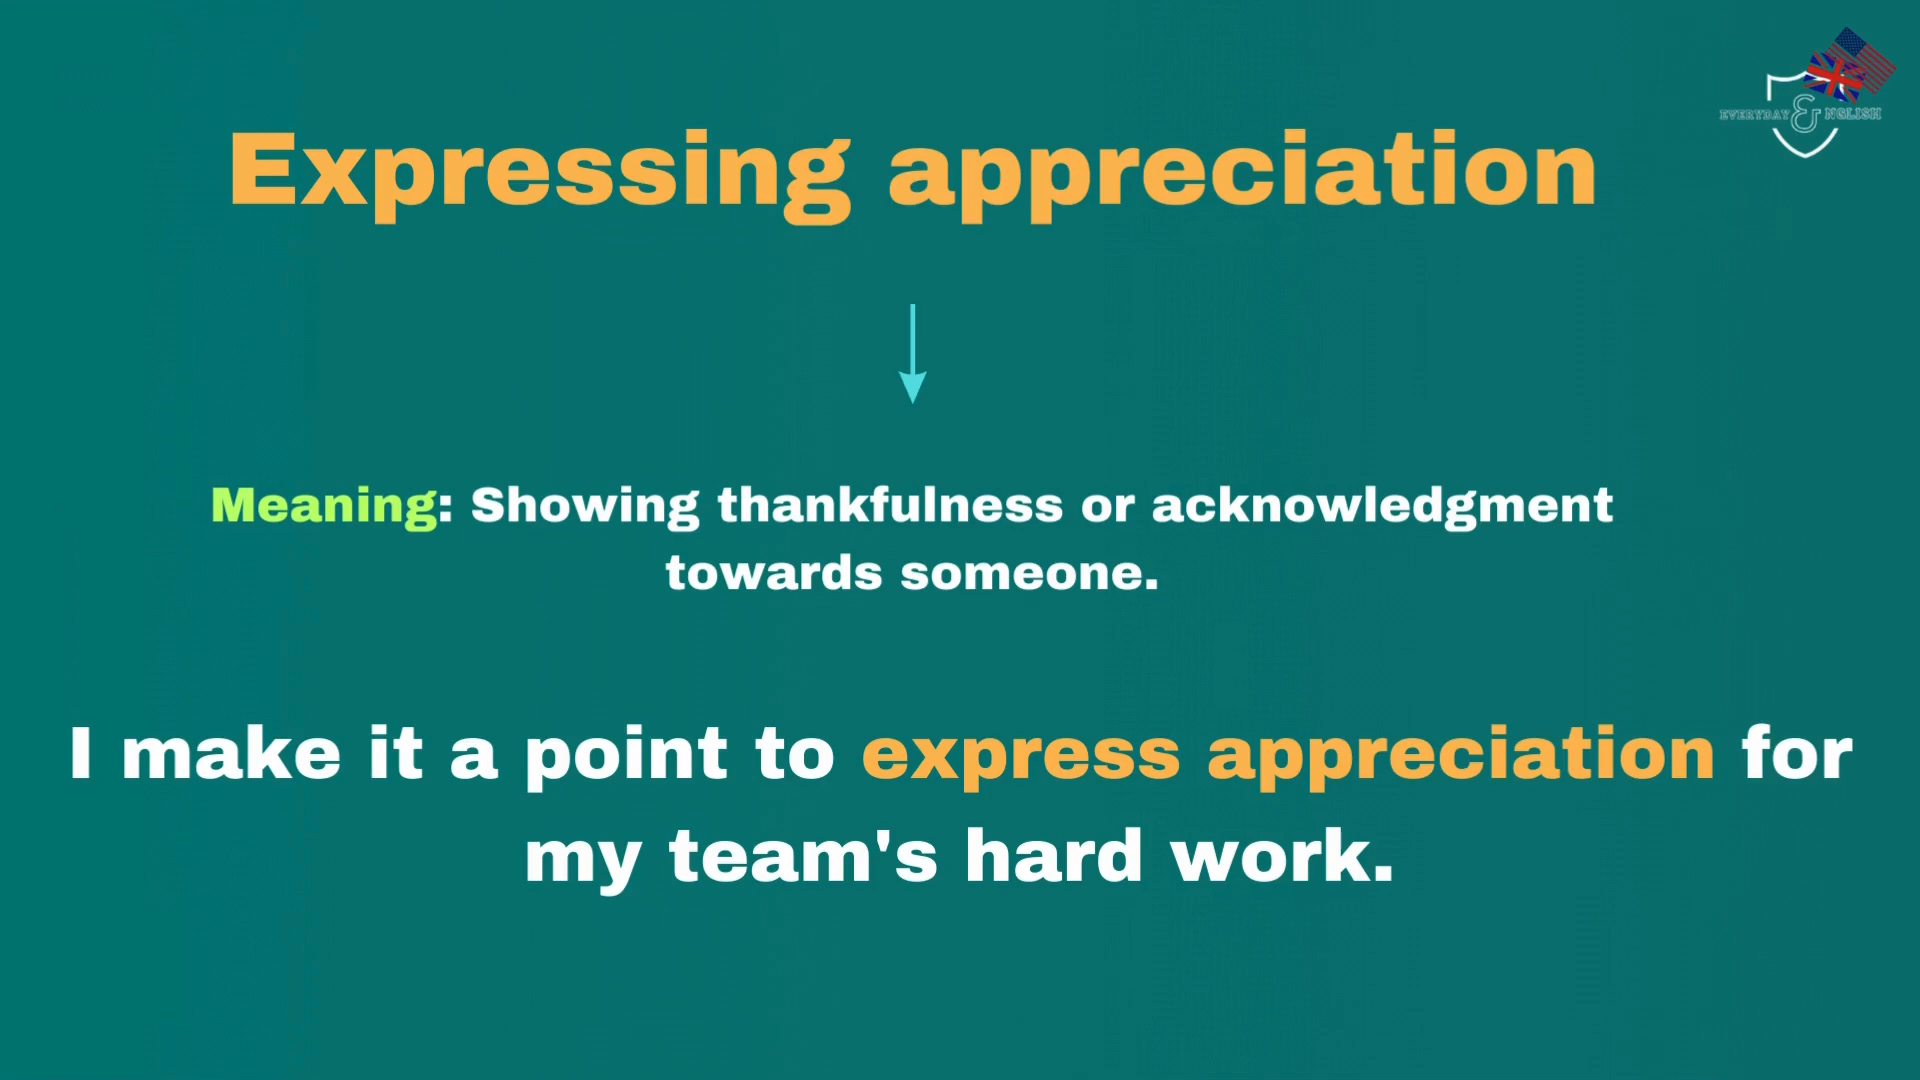 EVERYDAY & NGLISH
Expressing appreciation
Meaning: Showing thankfulness or acknowledgment
towards someone.
I make it a point to express appreciation for
my team's hard work.